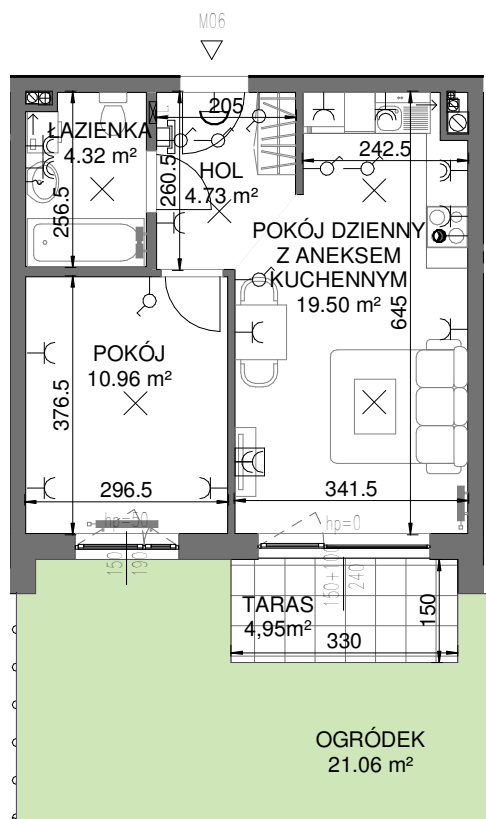 M06
205
ŁAZIENKA
4.32 m²
HOL
4.73 m²
242.5
256.5
260.5
POKÓJ DZIENNY
Z ANEKSEM
KUCHENNYM
19.50 m²
645
POKÓJ
10.96 m²
376.5
296.5
341.5
hp=50
hp=0
150
190
150+100
240
TARAS
4,95m²
150
330
OGRÓDEK
21.06 m²